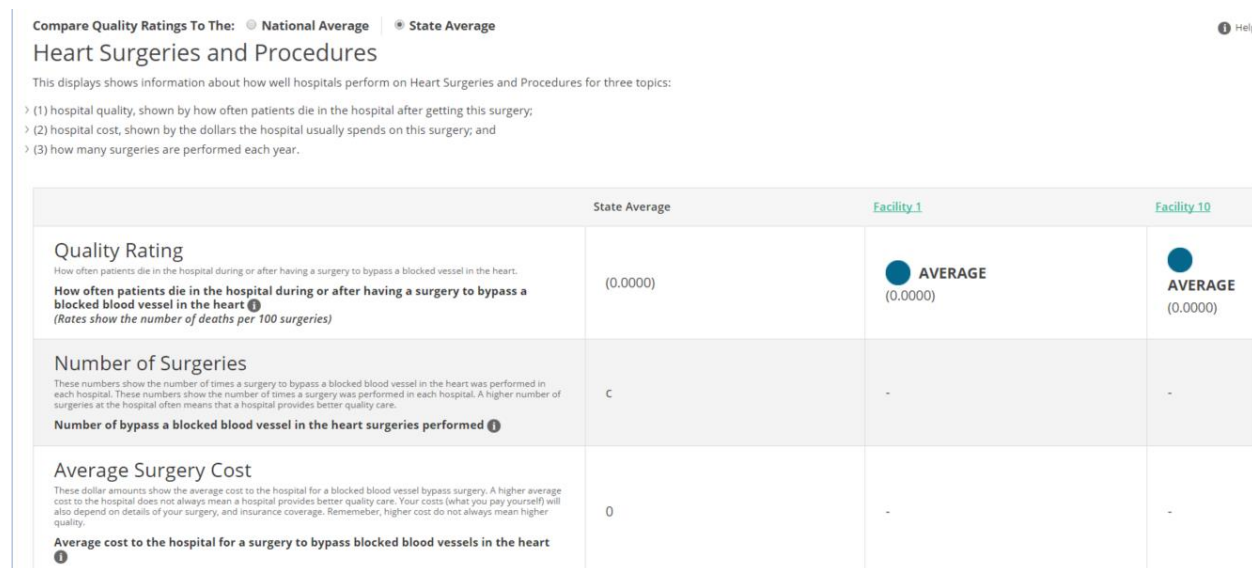 Compare Quality Ratings To The: National Average State Average
Help
Heart Surgeries and Procedures
This displays shows information about how well hospitals perform on Heart Surgeries and Procedures for three topics:
(1) hospital quality, shown by how often patients die in the hospital after getting this surgery;
(2) hospital cost, shown by the dollars the hospital usually spends on this surgery; and
(3) how many surgeries are performed each year.
State Average Facility 1 Facility 10
Quality Rating
How often patients die in the hospital during or after having a surgery to bypass a blocked vessel in the heart.
How often patients die in the hospital during or after having a surgery to bypass a
blocked blood vessel in the heart
(Rates show the number of deaths per 100 surgeries)
(0.0000)
AVERAGE
(0.0000)
AVERAGE
(0.0000)
Number of Surgeries
These numbers show the number of times a surgery to bypass a blocked blood vessel in the heart was performed in
each hospital. These numbers show the number of times a surgery was performed in each hospital. A higher number of
surgeries at the hospital often means that a hospital provides better quality care.
Number of bypass a blocked blood vessel in the heart surgeries performed
c - -
Average Surgery Cost
These dollar amounts show the average cost to the hospital for a blocked blood vessel bypass surgery. A higher average
cost to the hospital does not always mean a hospital provides better quality care. Your costs (what you pay yourself) will
also depend on details of your surgery, and insurance coverage. Rememeber, higher cost do not always mean higher
quality.
Average cost to the hospital for a surgery to bypass blocked blood vessels in the heart
0 - -